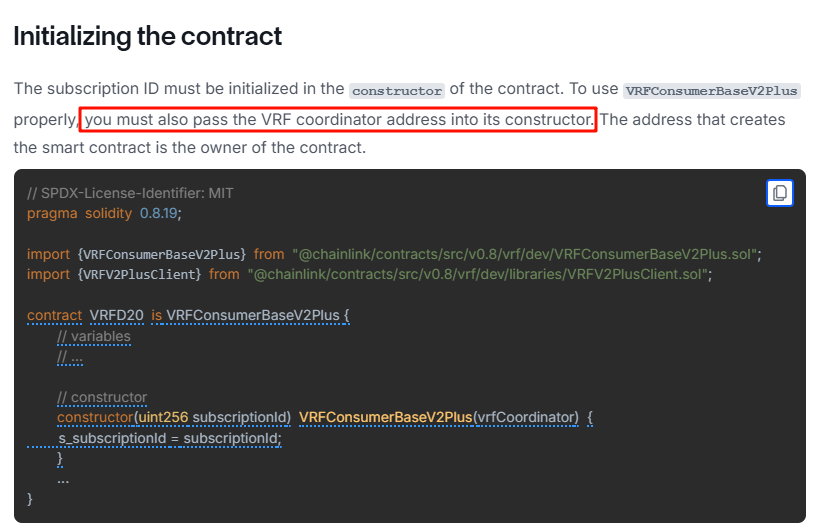 Initializing the contract
The subscription ID must be initialized in the constructor of the contract. To use VRFConsumerBaseV2Plus
properly, you must also pass the VRF coordinator address into its constructor. The address that creates
the smart contract is the owner of the contract.
// SPDX-License-Identifier: MIT
pragma solidity 0.8.19;
import {VRFConsumerBaseV2Plus} from "@chainlink/contracts/src/v0.8/vrf/dev/VRFConsumerBaseV2Plus.sol";
import {VRFV2PlusClient} from "@chainlink/contracts/src/v0.8/vrf/dev/libraries/VRFV2PlusClient.sol";
contract VRFD20 is VRFConsumerBaseV2Plus {
// variables
// ...
// constructor
constructor(uint256 subscriptionId) VRFConsumerBaseV2Plus(vrfCoordinator) {
s_subscriptionId = subscriptionId;
}
...
}